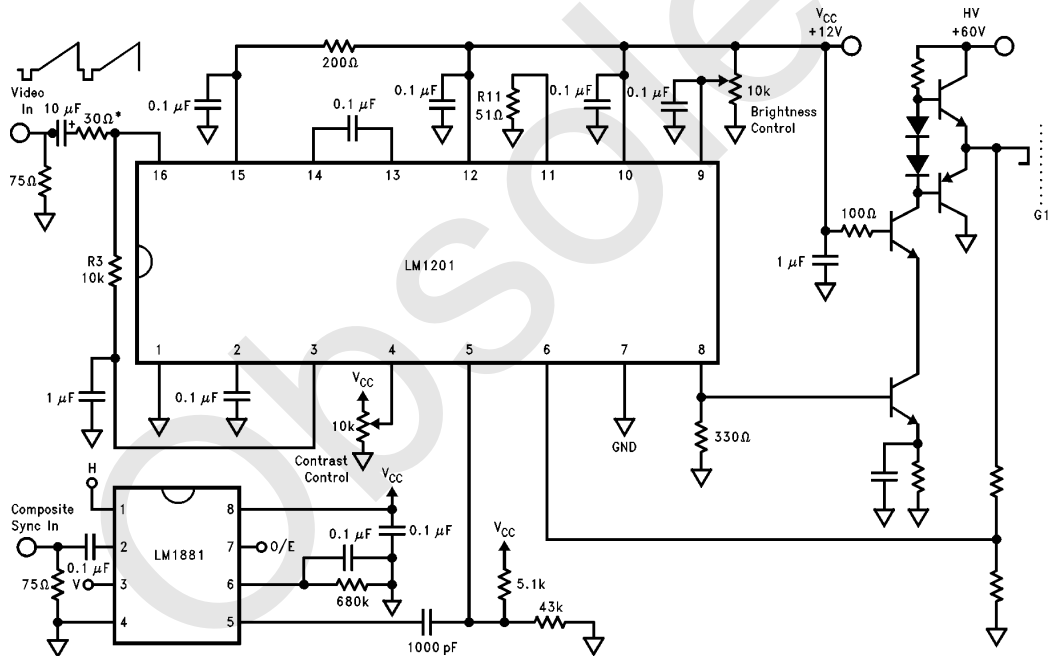 VCC
+12V
HV
+60V
200Ω
Video
In
10 μF
+
30Ω*
0.1 μF
0.1 μF
0.1 μF
R11
51Ω
0.1 μF
0.1 μF
10k
Brightness
Control
75Ω
16
15
14
13
12
11
10
9
G1
100Ω
1 μF
R3
10k
LM1201
1
2
3
4
5
6
7
8
1 μF
0.1 μF
VCC
10k
Contrast
Control
GND
330Ω
H
VCC
Composite
Sync In
0.1 μF
75Ω
V
1
2
3
4
LM1881
8
7
6
5
O/E
0.1 μF
0.1 μF
680k
VCC
5.1k
43k
1000 pF
Obsolete